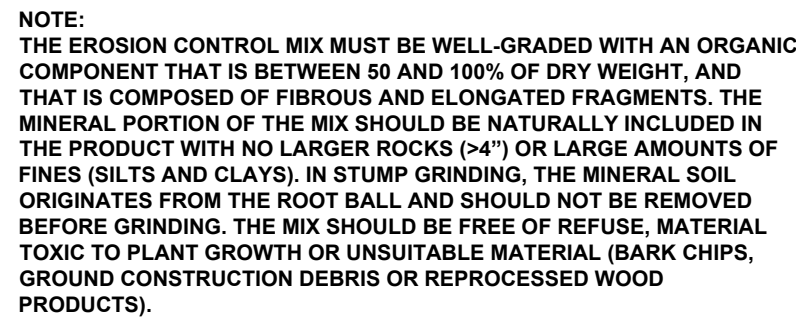 NOTE:
THE EROSION CONTROL MIX MUST BE WELL-GRADED WITH AN ORGANIC
COMPONENT THAT IS BETWEEN 50 AND 100% OF DRY WEIGHT, AND
THAT IS COMPOSED OF FIBROUS AND ELONGATED FRAGMENTS. THE
MINERAL PORTION OF THE MIX SHOULD BE NATURALLY INCLUDED IN
THE PRODUCT WITH NO LARGER ROCKS (>4”) OR LARGE AMOUNTS OF
FINES (SILTS AND CLAYS). IN STUMP GRINDING, THE MINERAL SOIL
ORIGINATES FROM THE ROOT BALL AND SHOULD NOT BE REMOVED
BEFORE GRINDING. THE MIX SHOULD BE FREE OF REFUSE, MATERIAL
TOXIC TO PLANT GROWTH OR UNSUITABLE MATERIAL (BARK CHIPS,
GROUND CONSTRUCTION DEBRIS OR REPROCESSED WOOD
PRODUCTS).